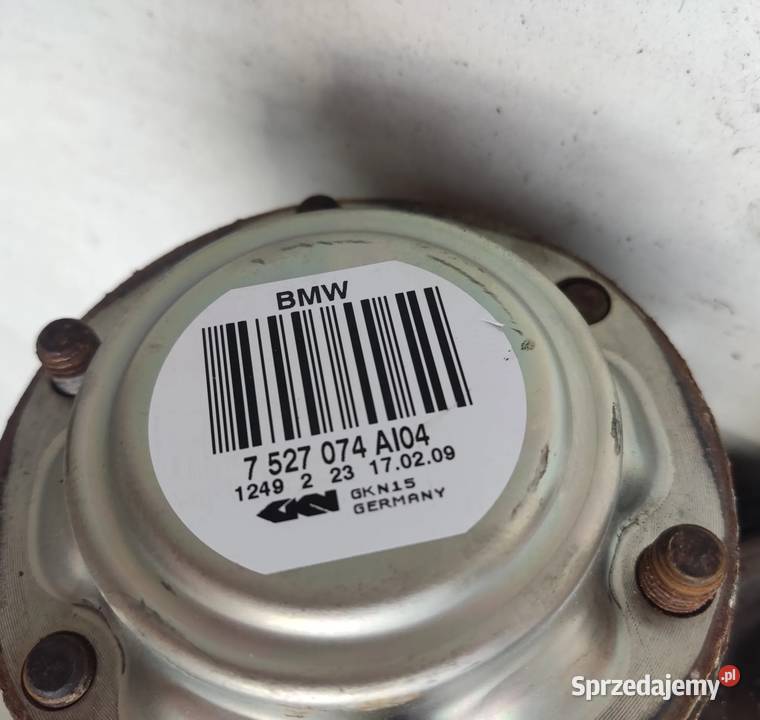 BMW
7 527 074 AI04
1249 2 23 17.02.09
GKN GKN15
GERMANY
Sprzedajemy.pl